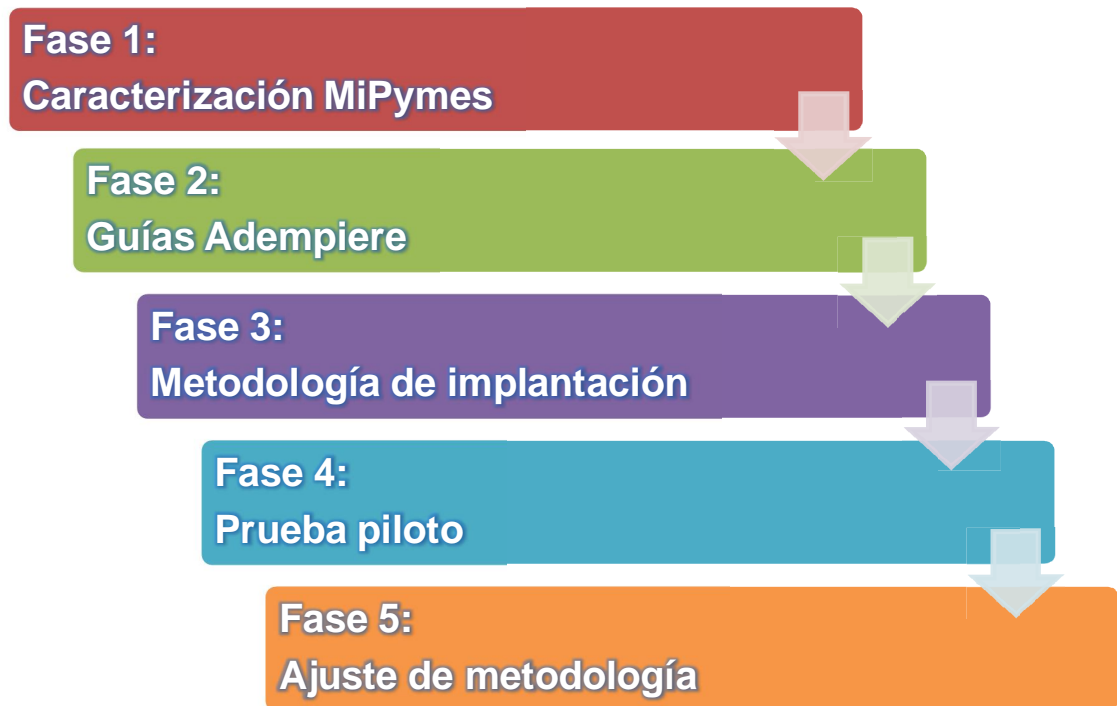 Fase 1:
Caracterización MiPymes
Fase 2:
Guías Adempiere
Fase 3:
Metodología de implantación
Fase 4:
Prueba piloto
Fase 5:
Ajuste de metodología